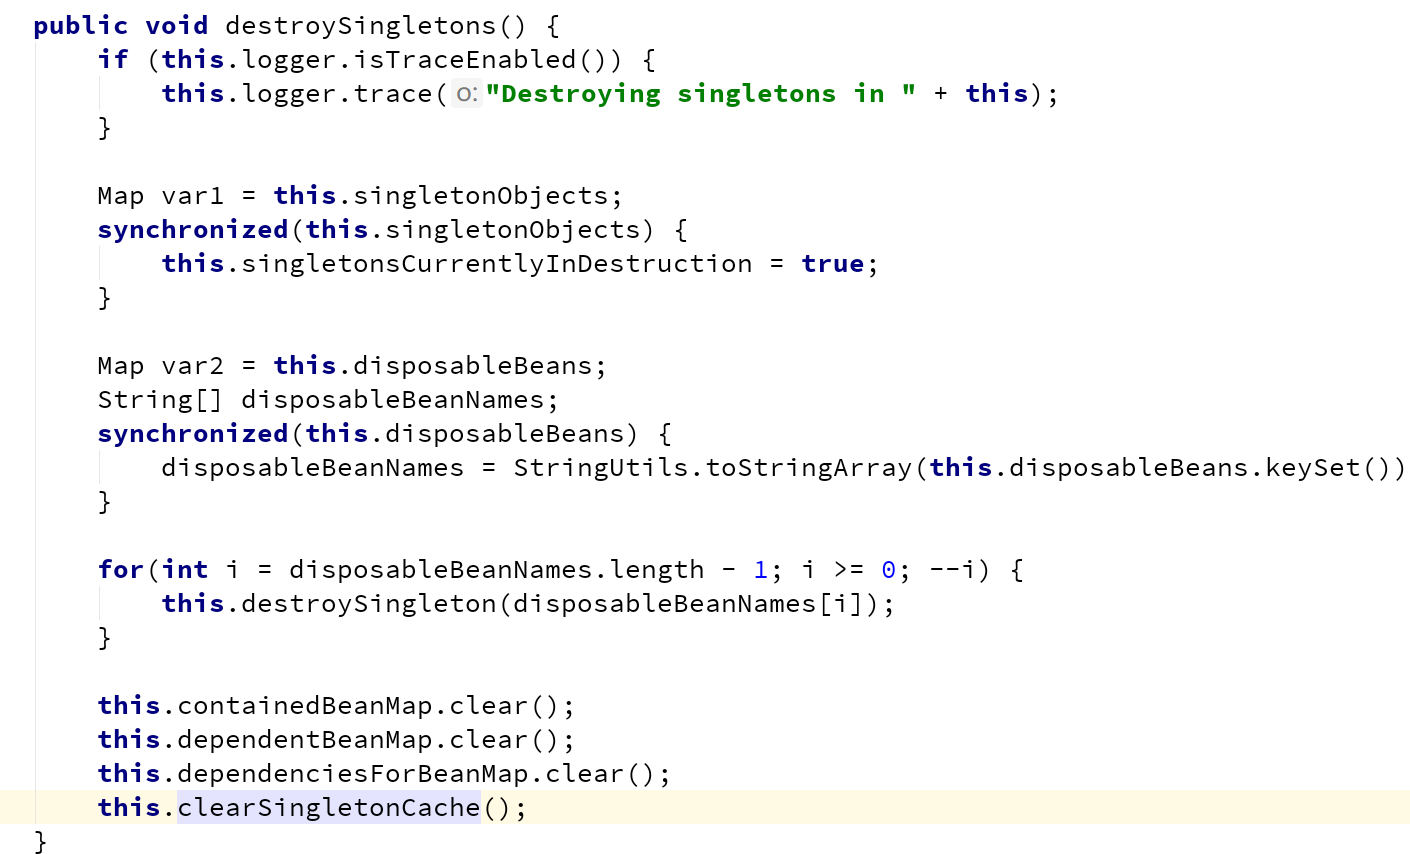 public void destroySingletons() {
    if (this.logger.isTraceEnabled()) {
        this.logger.trace( o: "Destroying singletons in " + this);
    }

    Map var1 = this.singletonObjects;
    synchronized(this.singletonObjects) {
        this.singletonsCurrentlyInDestruction = true;
    }

    Map var2 = this.disposableBeans;
    String[] disposableBeanNames;
    synchronized(this.disposableBeans) {
        disposableBeanNames = StringUtils.toStringArray(this.disposableBeans.keySet())
    }

    for(int i = disposableBeanNames.length - 1; i >= 0; --i) {
        this.destroySingleton(disposableBeanNames[i]);
    }

    this.containedBeanMap.clear();
    this.dependentBeanMap.clear();
    this.dependenciesForBeanMap.clear();
    this.clearSingletonCache();
}